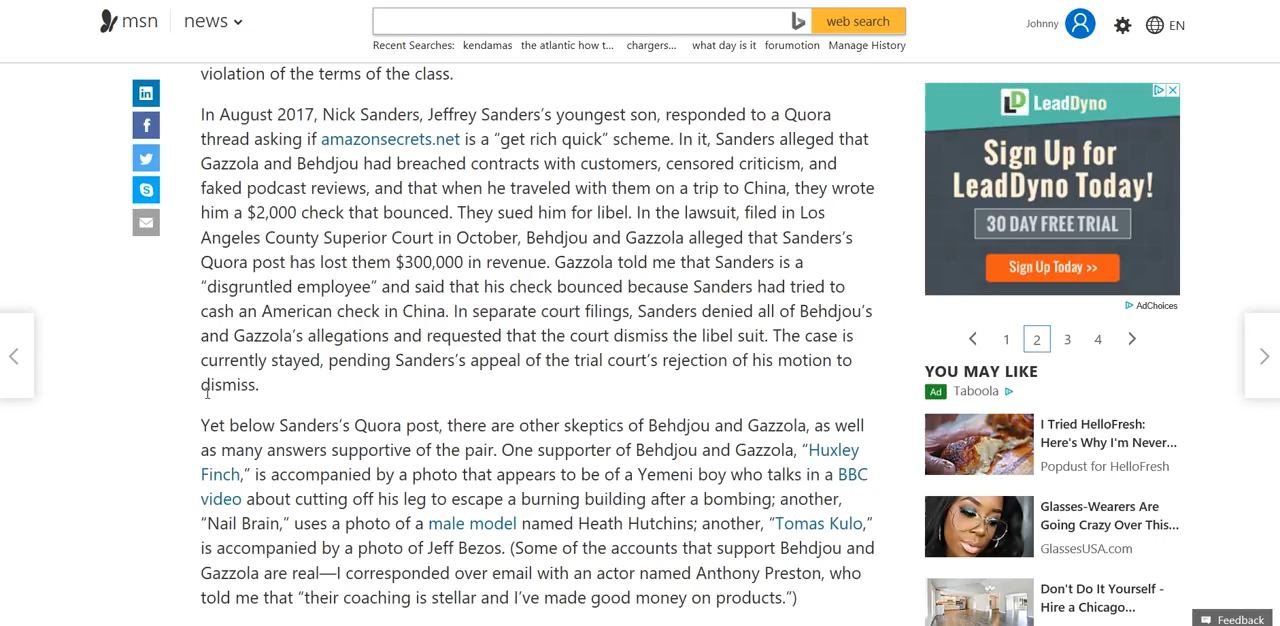 msn
news
web search
Recent Searches: kendamas the atlantic how t... chargers... what day is it forumotion Manage History
Johnny
EN
violation of the terms of the class.
In August 2017, Nick Sanders, Jeffrey Sanders’s youngest son, responded to a Quora
thread asking if amazonsecrets.net is a “get rich quick” scheme. In it, Sanders alleged that
Gazzola and Behdjou had breached contracts with customers, censored criticism, and
faked podcast reviews, and that when he traveled with them on a trip to China, they wrote
him a $2,000 check that bounced. They sued him for libel. In the lawsuit, filed in Los
Angeles County Superior Court in October, Behdjou and Gazzola alleged that Sanders’s
Quora post has lost them $300,000 in revenue. Gazzola told me that Sanders is a
“disgruntled employee” and said that his check bounced because Sanders had tried to
cash an American check in China. In separate court filings, Sanders denied all of Behdjou’s
and Gazzola’s allegations and requested that the court dismiss the libel suit. The case is
currently stayed, pending Sanders’s appeal of the trial court’s rejection of his motion to
dismiss.
Yet below Sanders’s Quora post, there are other skeptics of Behdjou and Gazzola, as well
as many answers supportive of the pair. One supporter of Behdjou and Gazzola, “Huxley
Finch,” is accompanied by a photo that appears to be of a Yemeni boy who talks in a BBC
video about cutting off his leg to escape a burning building after a bombing; another,
“Nail Brain,” uses a photo of a male model named Heath Hutchins; another, “Tomas Kulo,”
is accompanied by a photo of Jeff Bezos. (Some of the accounts that support Behdjou and
Gazzola are real—I corresponded over email with an actor named Anthony Preston, who
told me that “their coaching is stellar and I’ve made good money on products.”)
LeadDyno
Sign Up for
LeadDyno Today!
30 DAY FREE TRIAL
Sign Up Today >>
AdChoices
1 2 3 4
YOU MAY LIKE
Ad Taboola
I Tried HelloFresh:
Here's Why I'm Never...
Popdust for HelloFresh
Glasses-Wearers Are
Going Crazy Over This...
GlassesUSA.com
Don't Do It Yourself -
Hire a Chicago...
Feedback